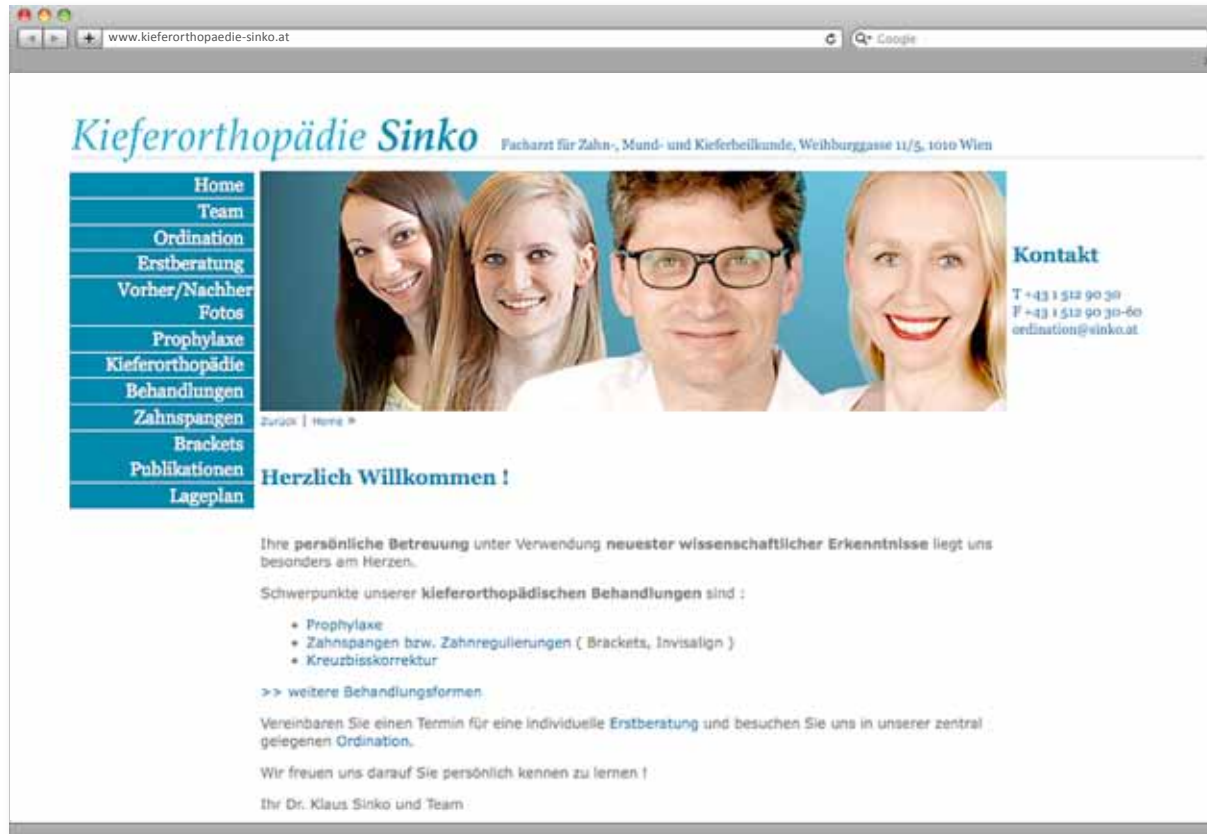 www.kieferorthopaedie-sinko.at
Google
Kieferorthopädie Sinko
Facharzt für Zahn-, Mund- und Kieferheilkunde, Weihburggasse 11/5, 1010 Wien
Home
Team
Ordination
Erstberatung
Vorher/Nachher
Fotos
Prophylaxe
Kieferorthopädie
Behandlungen
Zahnspangen
Brackets
Publikationen
Lageplan
Kontakt
T +43 1 512 90 30
F +43 1 512 90 30-60
ordination@sinko.at
Zurück | Home »
Herzlich Willkommen !
Ihre persönliche Betreuung unter Verwendung neuester wissenschaftlicher Erkenntnisse liegt uns
besonders am Herzen.
Schwerpunkte unserer kieferorthopädischen Behandlungen sind :
• Prophylaxe
• Zahnspangen bzw. Zahnregulierungen ( Brackets, Invisalign )
• Kreuzbisskorrektur
>> weitere Behandlungsformen
Vereinbaren Sie einen Termin für eine individuelle Erstberatung und besuchen Sie uns in unserer zentral
gelegenen Ordination.
Wir freuen uns darauf Sie persönlich kennen zu lernen !
Ihr Dr. Klaus Sinko und Team